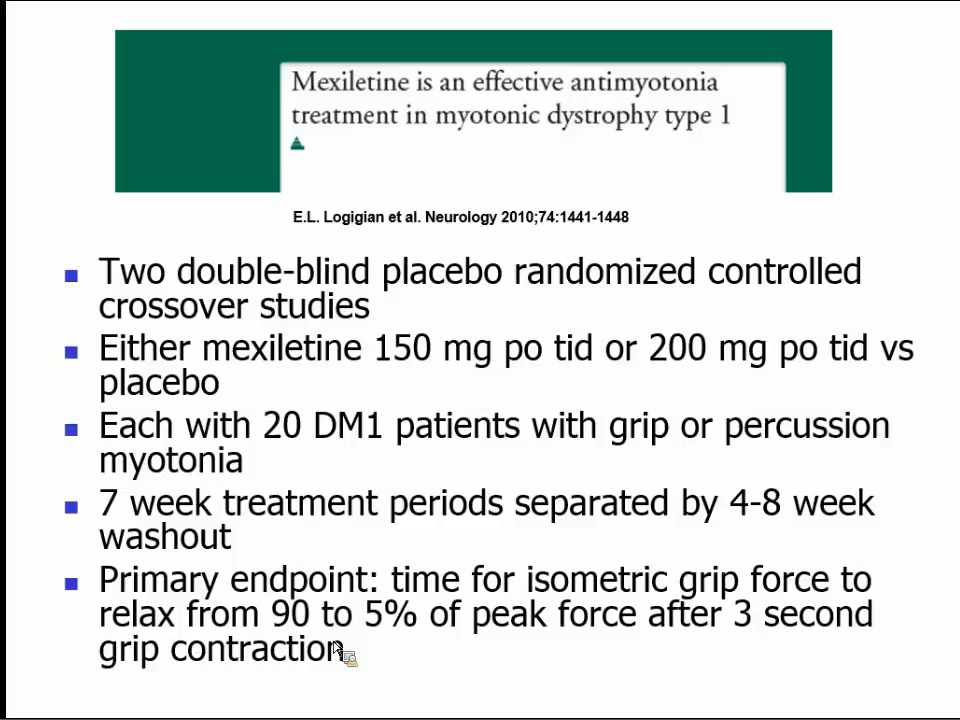 Mexiletine is an effective antimyotonia
treatment in myotonic dystrophy type 1
E.L. Logigian et al. Neurology 2010;74:1441-1448
Two double-blind placebo randomized controlled
crossover studies
Either mexiletine 150 mg po tid or 200 mg po tid vs
placebo
Each with 20 DM1 patients with grip or percussion
myotonia
7 week treatment periods separated by 4-8 week
washout
Primary endpoint: time for isometric grip force to
relax from 90 to 5% of peak force after 3 second
grip contraction